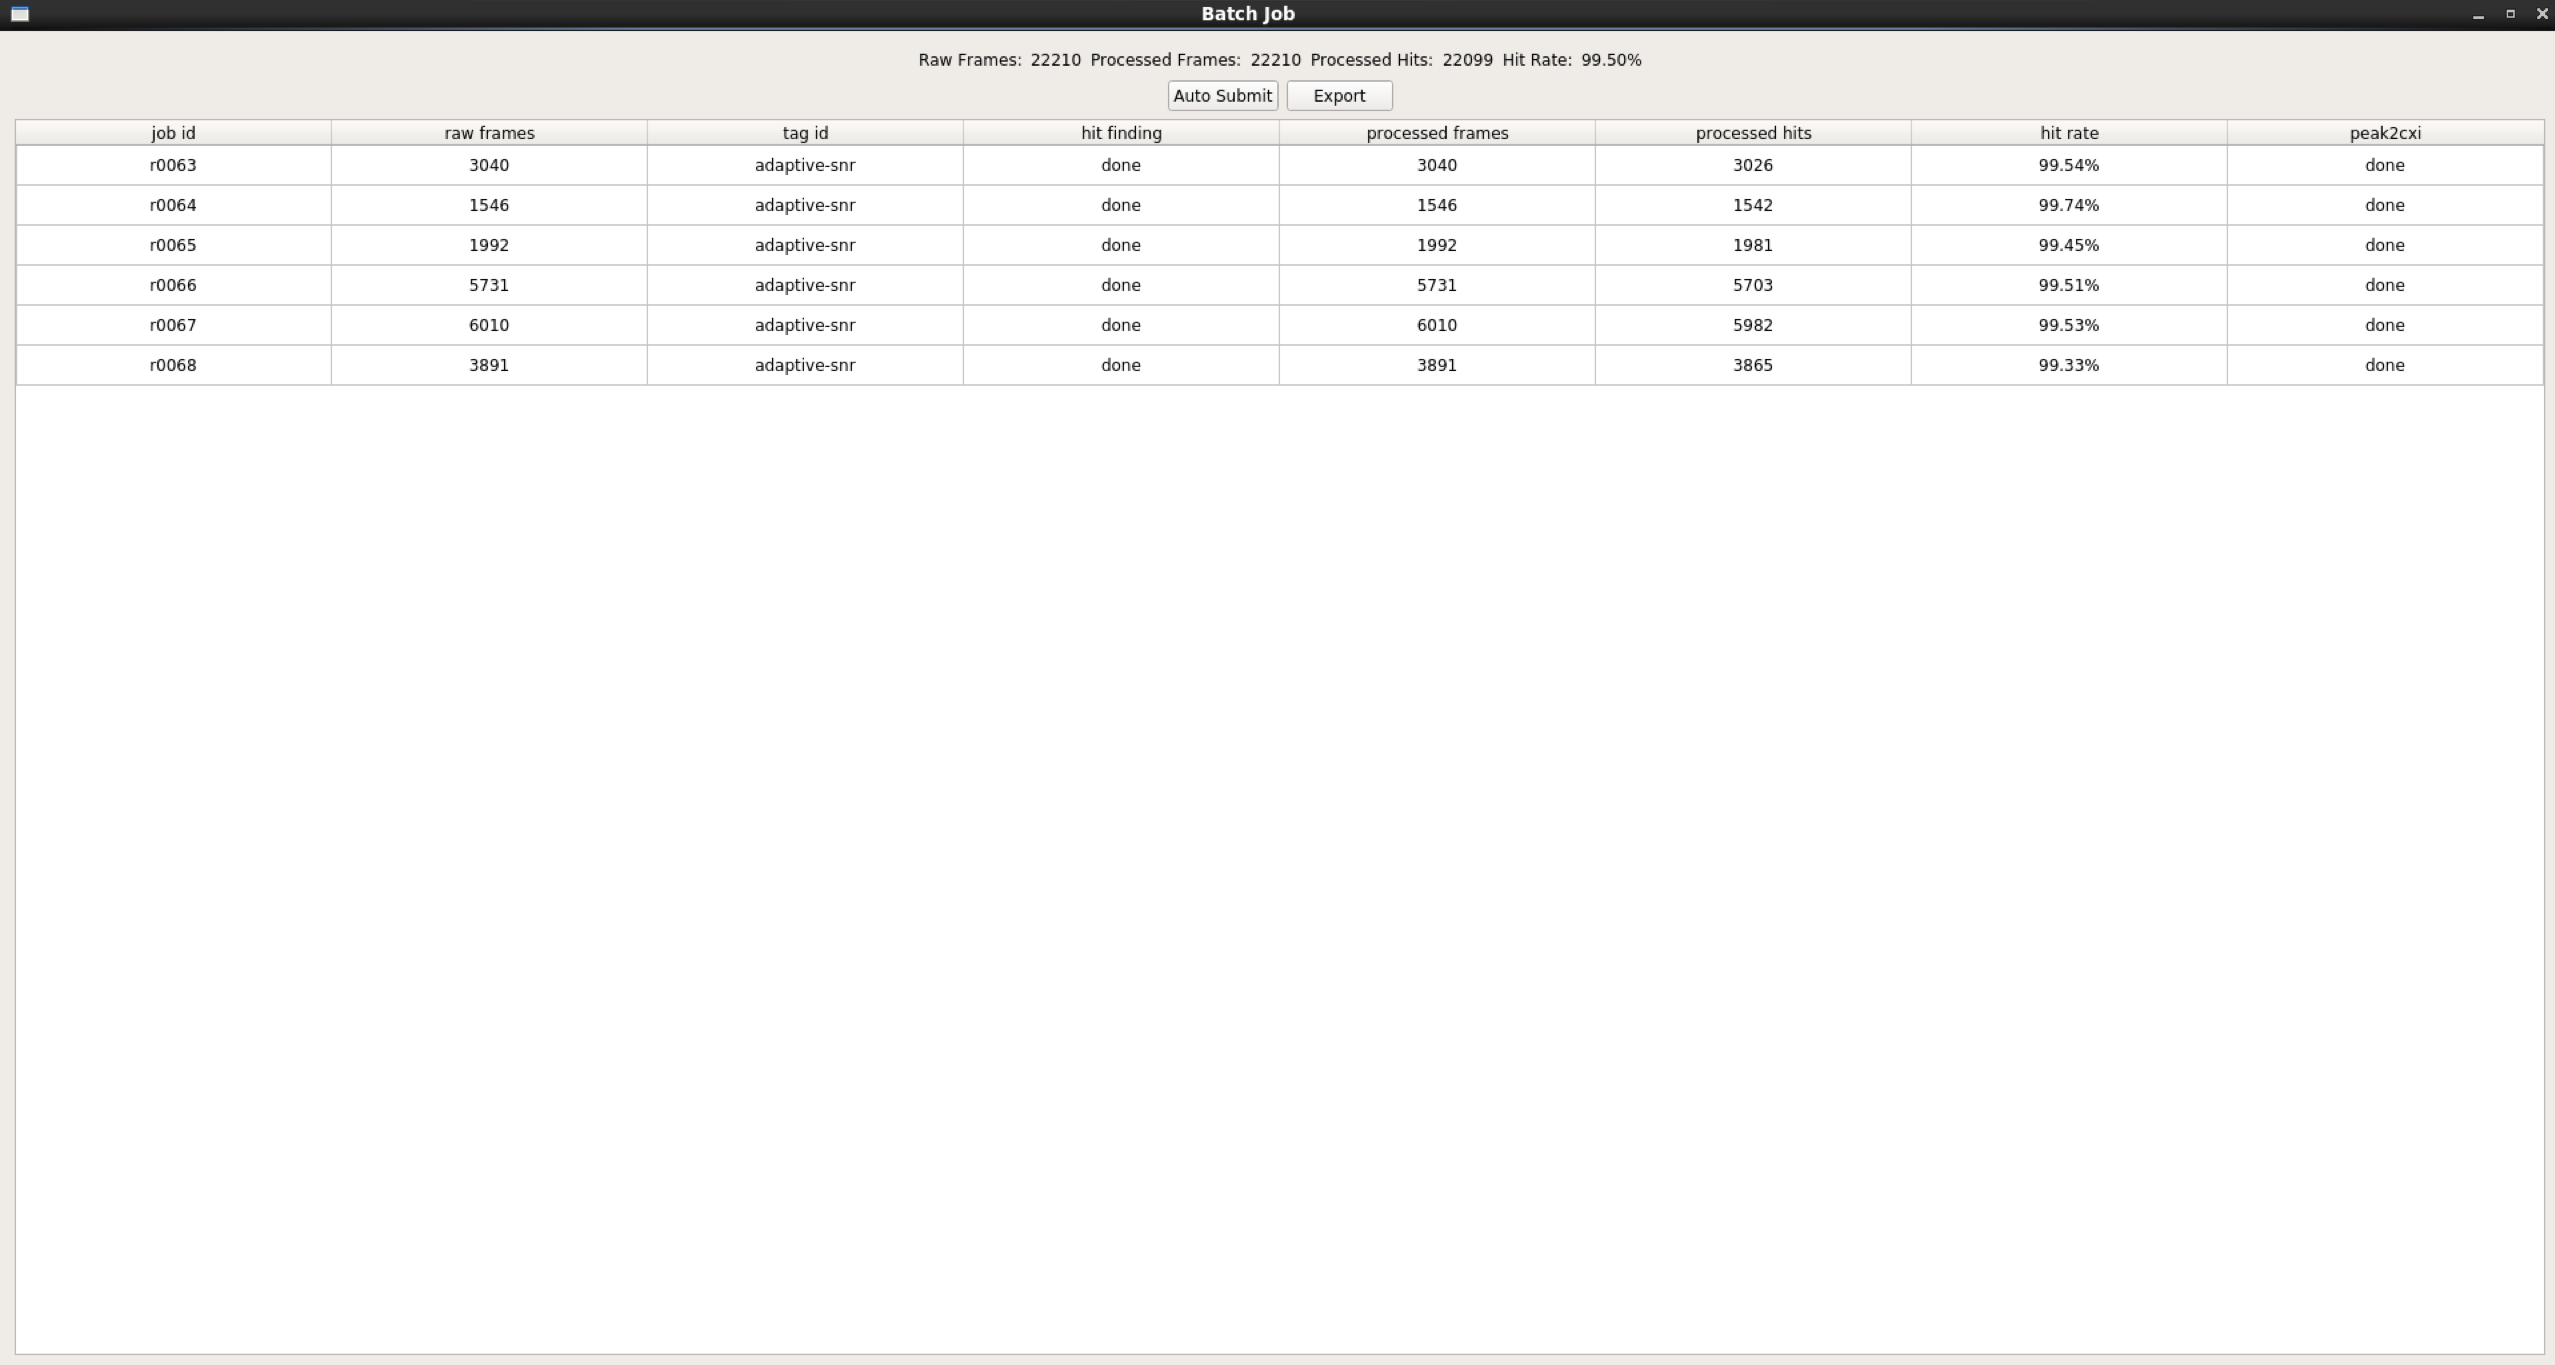 Batch Job
Raw Frames: 22210 Processed Frames: 22210 Processed Hits: 22099 Hit Rate: 99.50%
Auto Submit Export
job id raw frames tag id hit finding processed frames processed hits hit rate peak2cxi
r0063 3040 adaptive-snr done 3040 3026 99.54% done
r0064 1546 adaptive-snr done 1546 1542 99.74% done
r0065 1992 adaptive-snr done 1992 1981 99.45% done
r0066 5731 adaptive-snr done 5731 5703 99.51% done
r0067 6010 adaptive-snr done 6010 5982 99.53% done
r0068 3891 adaptive-snr done 3891 3865 99.33% done